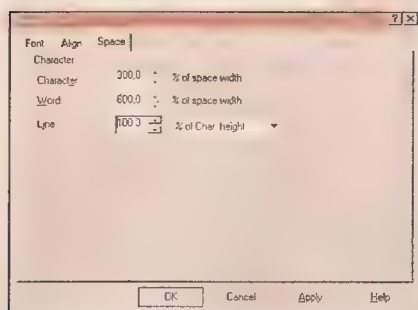 ? X
Font Align Space
Character
Character 300,0 % of space width
Word: 600,0 % of space width
Line 100,0 % of Char. height
OK Cancel Apply Help